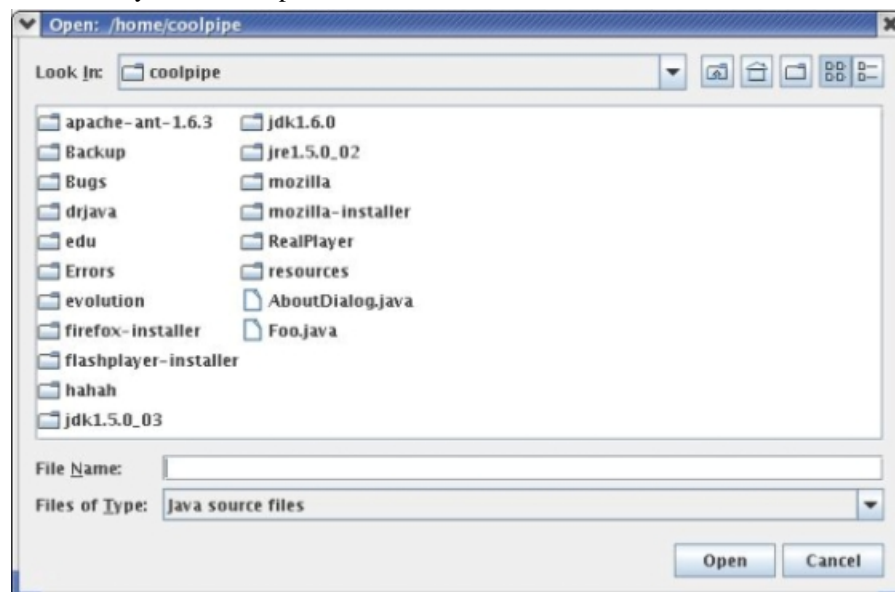 Open: /home/coolpipe
Look In: coolpipe
apache-ant-1.6.3
Backup
Bugs
drjava
edu
Errors
evolution
firefox-installer
flashplayer-installer
hahah
jdk1.5.0_03
jdk1.6.0
jre1.5.0_02
mozilla
mozilla-installer
RealPlayer
resources
AboutDialog.java
Foo.java
File Name:
Files of Type: Java source files
Open Cancel